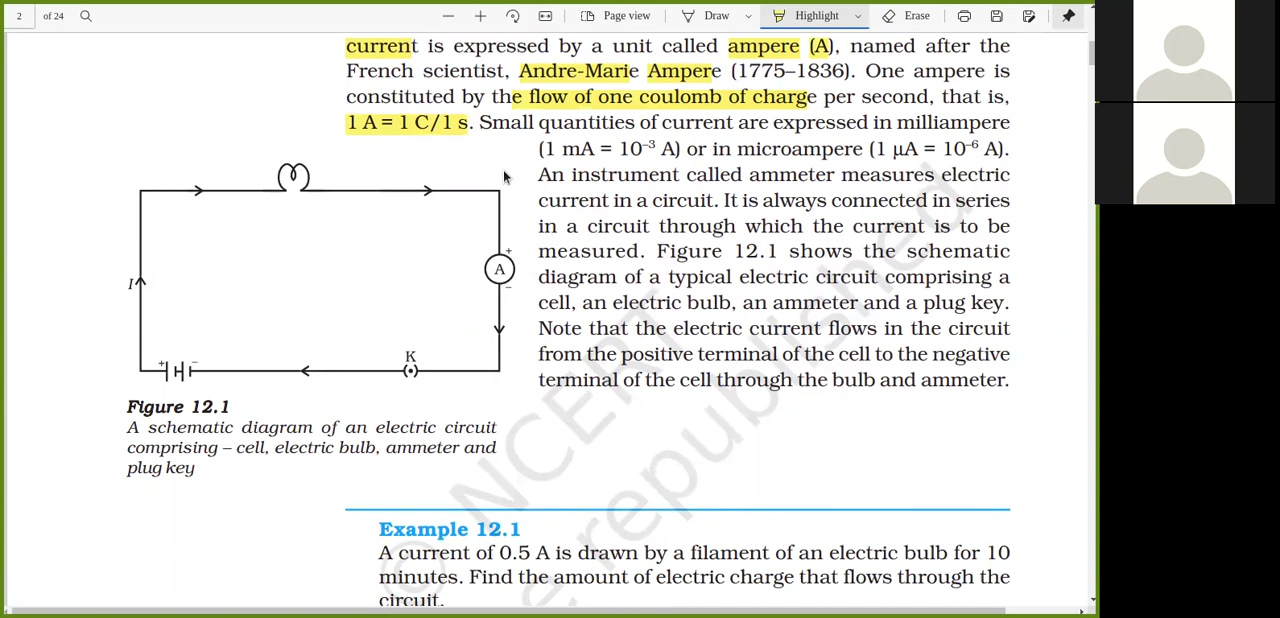 2 of 24 Page view Draw Highlight Erase
current is expressed by a unit called ampere (A), named after the
French scientist, Andre-Marie Ampere (1775–1836). One ampere is
constituted by the flow of one coulomb of charge per second, that is,
1 A = 1 C/1 s. Small quantities of current are expressed in milliampere
(1 mA = 10⁻³ A) or in microampere (1 µA = 10⁻⁶ A).
An instrument called ammeter measures electric
current in a circuit. It is always connected in series
in a circuit through which the current is to be
measured. Figure 12.1 shows the schematic
diagram of a typical electric circuit comprising a
cell, an electric bulb, an ammeter and a plug key.
Note that the electric current flows in the circuit
from the positive terminal of the cell to the negative
terminal of the cell through the bulb and ammeter.
+
A
–
I
K
+ –
Figure 12.1
A schematic diagram of an electric circuit
comprising – cell, electric bulb, ammeter and
plug key
© NCERT
republished
Example 12.1
A current of 0.5 A is drawn by a filament of an electric bulb for 10
minutes. Find the amount of electric charge that flows through the
circuit.